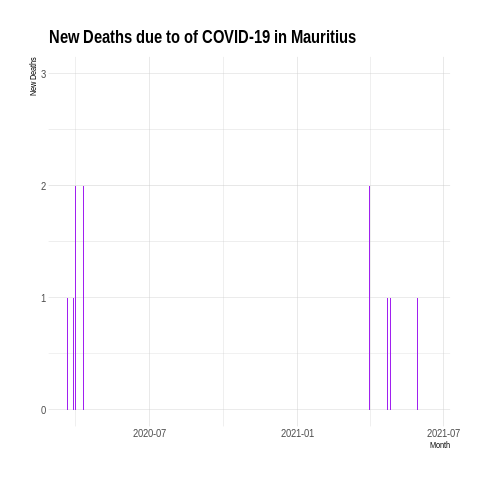 New Deaths due to of COVID-19 in Mauritius
New Deaths
3
2
1
0
2020-07
2021-01
2021-07
Month